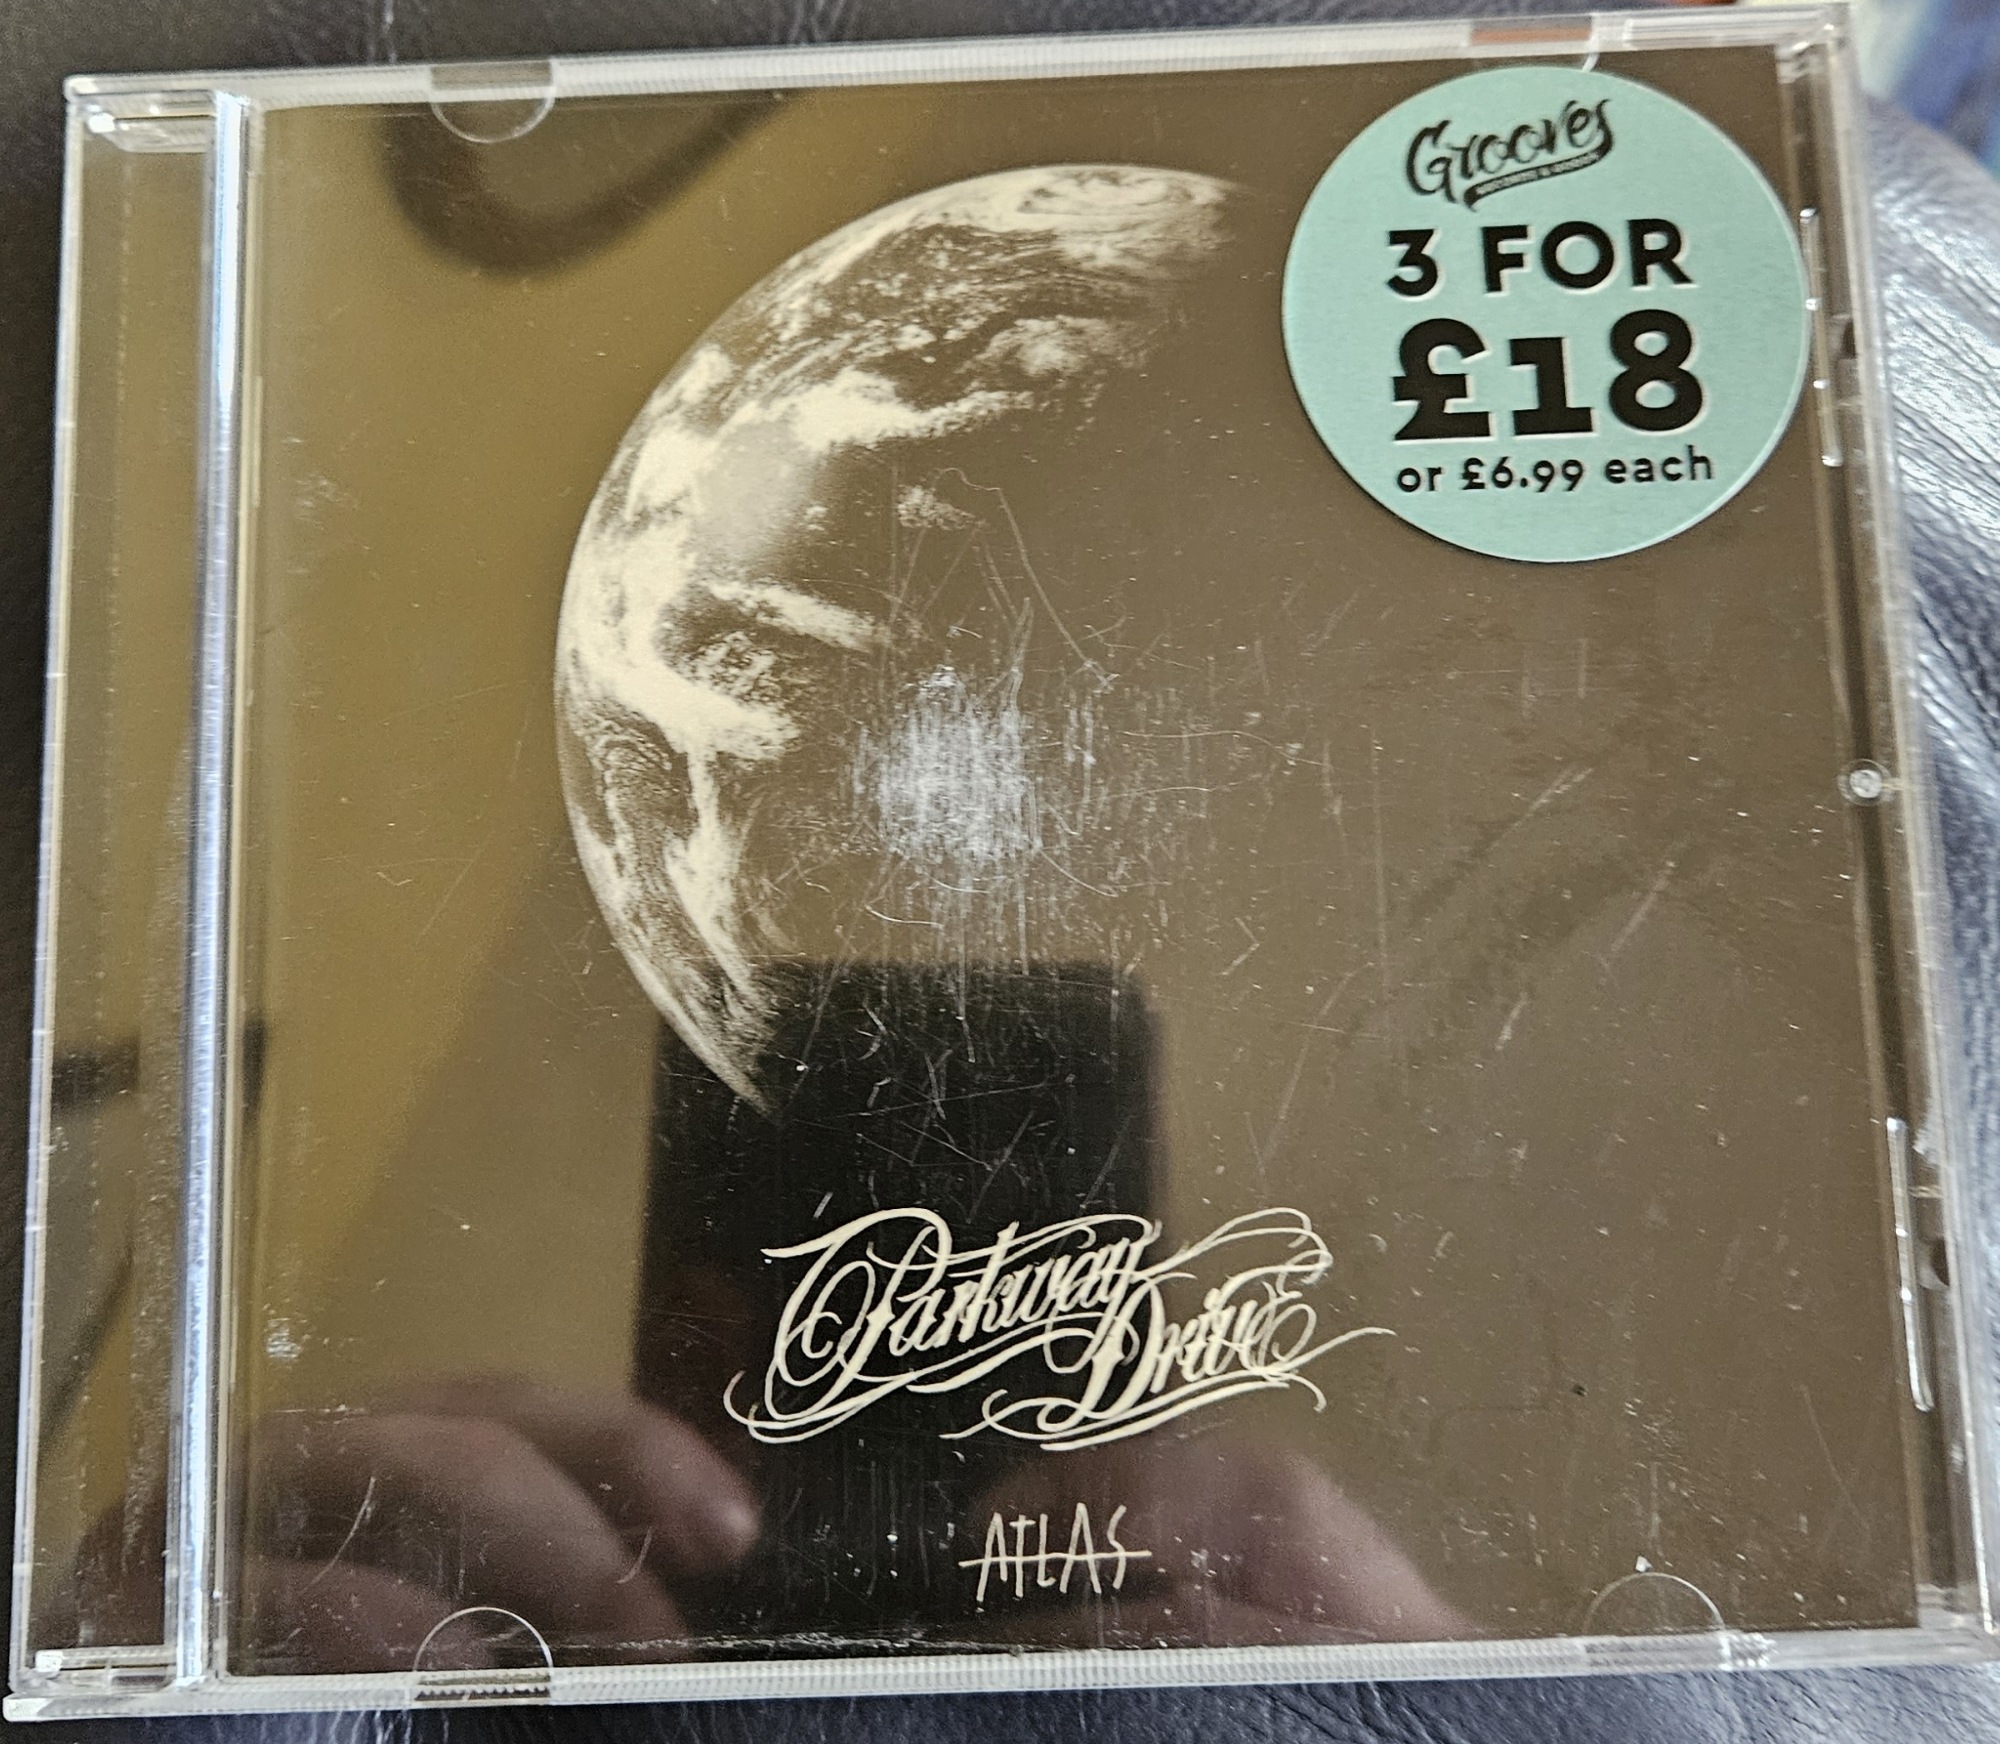 Grooves
3 FOR
£18
or £6.99 each
Parkway
Drive
ATLAS